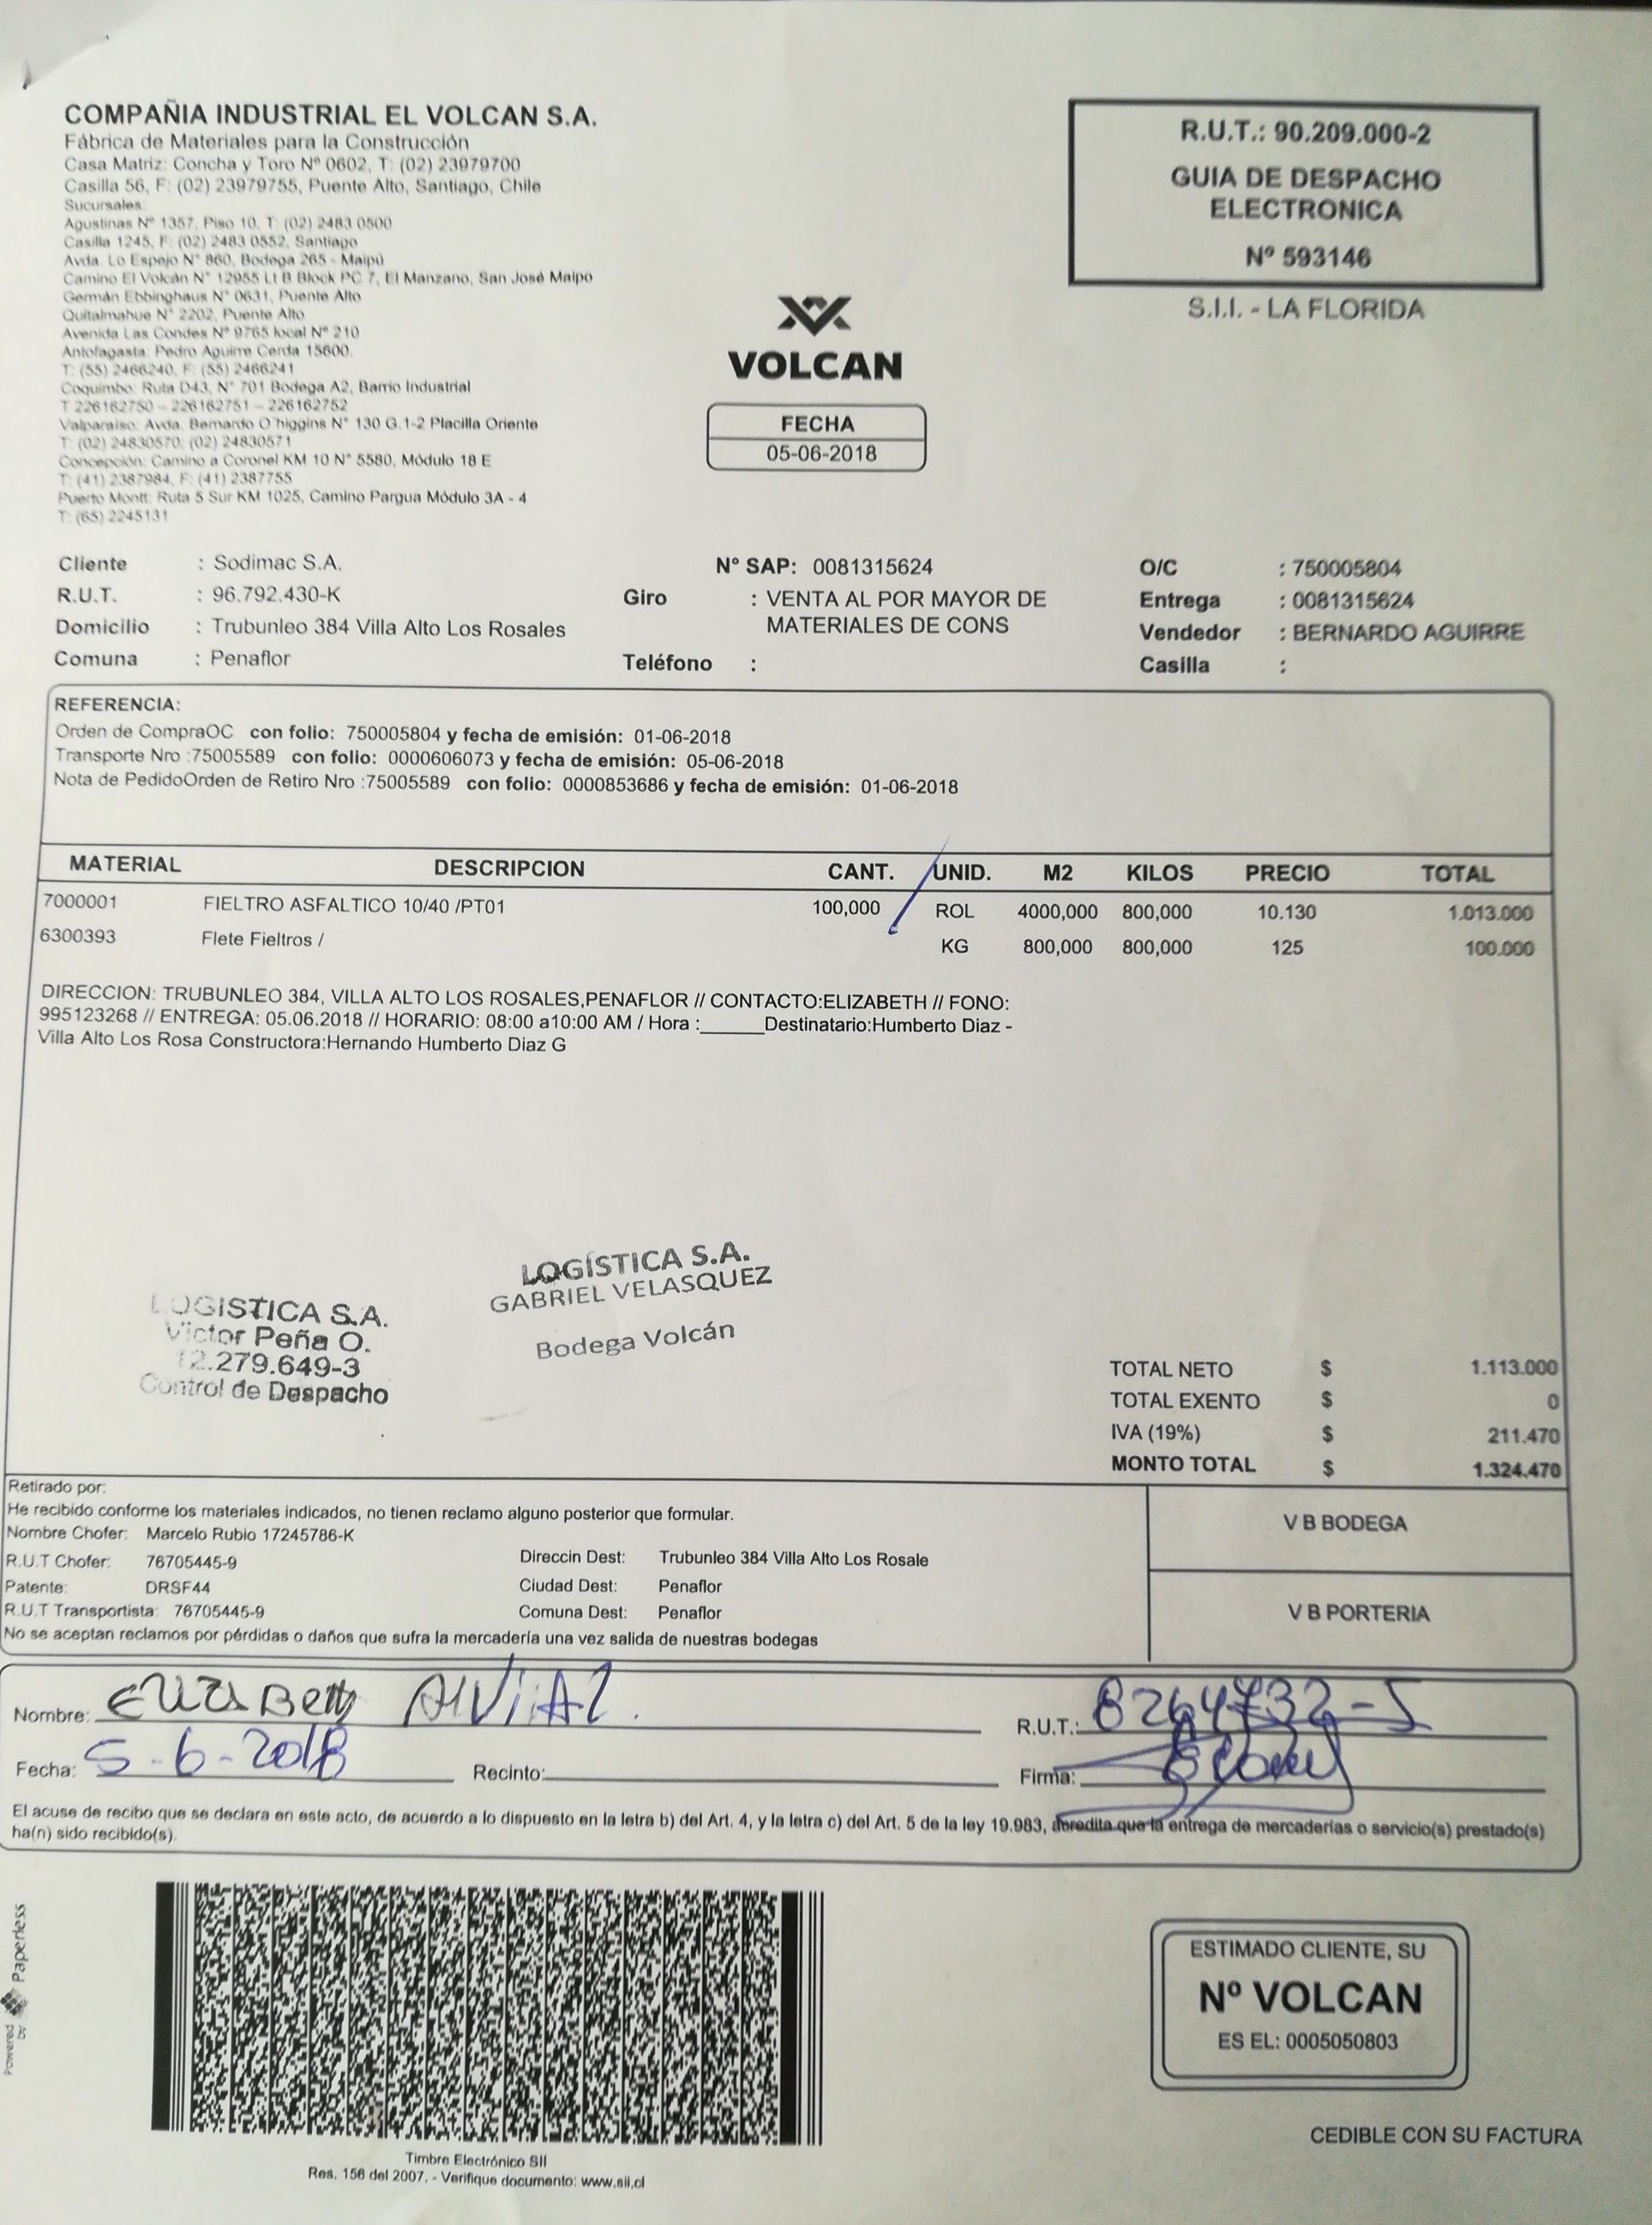 COMPAÑIA INDUSTRIAL EL VOLCAN S.A.
Fábrica de Materiales para la Construcción
Casa Matriz: Concha y Toro Nº 0602, T: (02) 23979700
Casilla 56, F: (02) 23979755, Puente Alto, Santiago, Chile
Sucursales:
Agustinas Nº 1357, Piso 10, T: (02) 2483 0500
Casilla 1245, F: (02) 2483 0552, Santiago
Avda. Lo Espejo N° 860, Bodega 265 - Maipú
Camino El Volcán N° 12955 Lt B Block PC 7, El Manzano, San José Maipo
Germán Ebbinghaus N° 0631, Puente Alto
Quitalmahue N° 2202, Puente Alto
Avenida Las Condes Nº 9765 local Nº 210
Antofagasta: Pedro Aguirre Cerda 15600.
T: (55) 2466240, F: (55) 2466241
Coquimbo: Ruta D43, N° 701 Bodega A2, Barrio Industrial
T 226162750 – 226162751 – 226162752
Valparaiso: Avda. Bernardo O'higgins N° 130 G.1-2 Placilla Oriente
T: (02) 24830570; (02) 24830571
Concepción: Camino a Coronel KM 10 N° 5580, Módulo 18 E
T: (41) 2387984, F: (41) 2387755
Puerto Montt: Ruta 5 Sur KM 1025, Camino Pargua Módulo 3A - 4
T: (65) 2245131
VOLCAN
FECHA
05-06-2018
R.U.T.: 90.209.000-2
GUIA DE DESPACHO
ELECTRONICA
Nº 593146
S.I.I. - LA FLORIDA
Cliente : Sodimac S.A. N° SAP: 0081315624 O/C : 750005804
R.U.T. : 96.792.430-K Giro : VENTA AL POR MAYOR DE Entrega : 0081315624
Domicilio : Trubunleo 384 Villa Alto Los Rosales MATERIALES DE CONS Vendedor : BERNARDO AGUIRRE
Comuna : Penaflor Teléfono : Casilla :
REFERENCIA:
Orden de CompraOC con folio: 750005804 y fecha de emisión: 01-06-2018
Transporte Nro :75005589 con folio: 0000606073 y fecha de emisión: 05-06-2018
Nota de PedidoOrden de Retiro Nro :75005589 con folio: 0000853686 y fecha de emisión: 01-06-2018
MATERIAL DESCRIPCION CANT. UNID. M2 KILOS PRECIO TOTAL
7000001 FIELTRO ASFALTICO 10/40 /PT01 100,000 ROL 4000,000 800,000 10.130 1.013.000
6300393 Flete Fieltros / KG 800,000 800,000 125 100.000
DIRECCION: TRUBUNLEO 384, VILLA ALTO LOS ROSALES,PENAFLOR // CONTACTO:ELIZABETH // FONO:
995123268 // ENTREGA: 05.06.2018 // HORARIO: 08:00 a10:00 AM / Hora :______Destinatario:Humberto Diaz -
Villa Alto Los Rosa Constructora:Hernando Humberto Diaz G
LOGÍSTICA S.A.
GABRIEL VELASQUEZ
Bodega Volcán
LOGISTICA S.A.
Victor Peña O.
12.279.649-3
Control de Despacho
TOTAL NETO $ 1.113.000
TOTAL EXENTO $ 0
IVA (19%) $ 211.470
MONTO TOTAL $ 1.324.470
Retirado por:
He recibido conforme los materiales indicados, no tienen reclamo alguno posterior que formular.
Nombre Chofer: Marcelo Rubio 17245786-K
R.U.T Chofer: 76705445-9 Direccin Dest: Trubunleo 384 Villa Alto Los Rosale
Patente: DRSF44 Ciudad Dest: Penaflor
R.U.T Transportista: 76705445-9 Comuna Dest: Penaflor
No se aceptan reclamos por pérdidas o daños que sufra la mercadería una vez salida de nuestras bodegas
V B BODEGA
V B PORTERIA
Nombre: ElizaBeth AlViAl. R.U.T.: 8264732-5
Fecha: 5-6-2018 Recinto: Firma:
El acuse de recibo que se declara en este acto, de acuerdo a lo dispuesto en la letra b) del Art. 4, y la letra c) del Art. 5 de la ley 19.983, acredita que la entrega de mercaderías o servicio(s) prestado(s)
ha(n) sido recibido(s).
Powered by Paperless
Timbre Electrónico SII
Res. 156 del 2007. - Verifique documento: www.sii.cl
ESTIMADO CLIENTE, SU
Nº VOLCAN
ES EL: 0005050803
CEDIBLE CON SU FACTURA